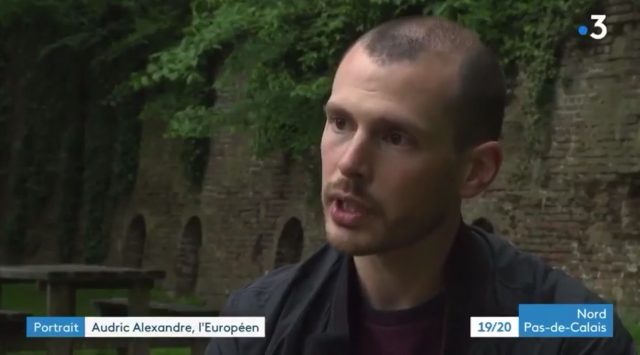 3
Portrait
Audric Alexandre, l'Européen
19/20
Nord
Pas-de-Calais